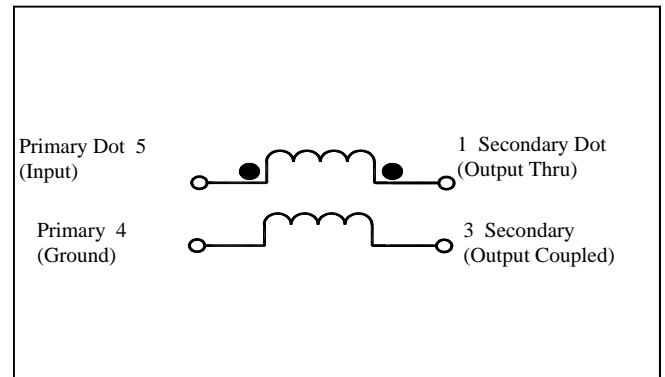 Primary Dot 5
(Input)
1 Secondary Dot
(Output Thru)
Primary 4
(Ground)
3 Secondary
(Output Coupled)